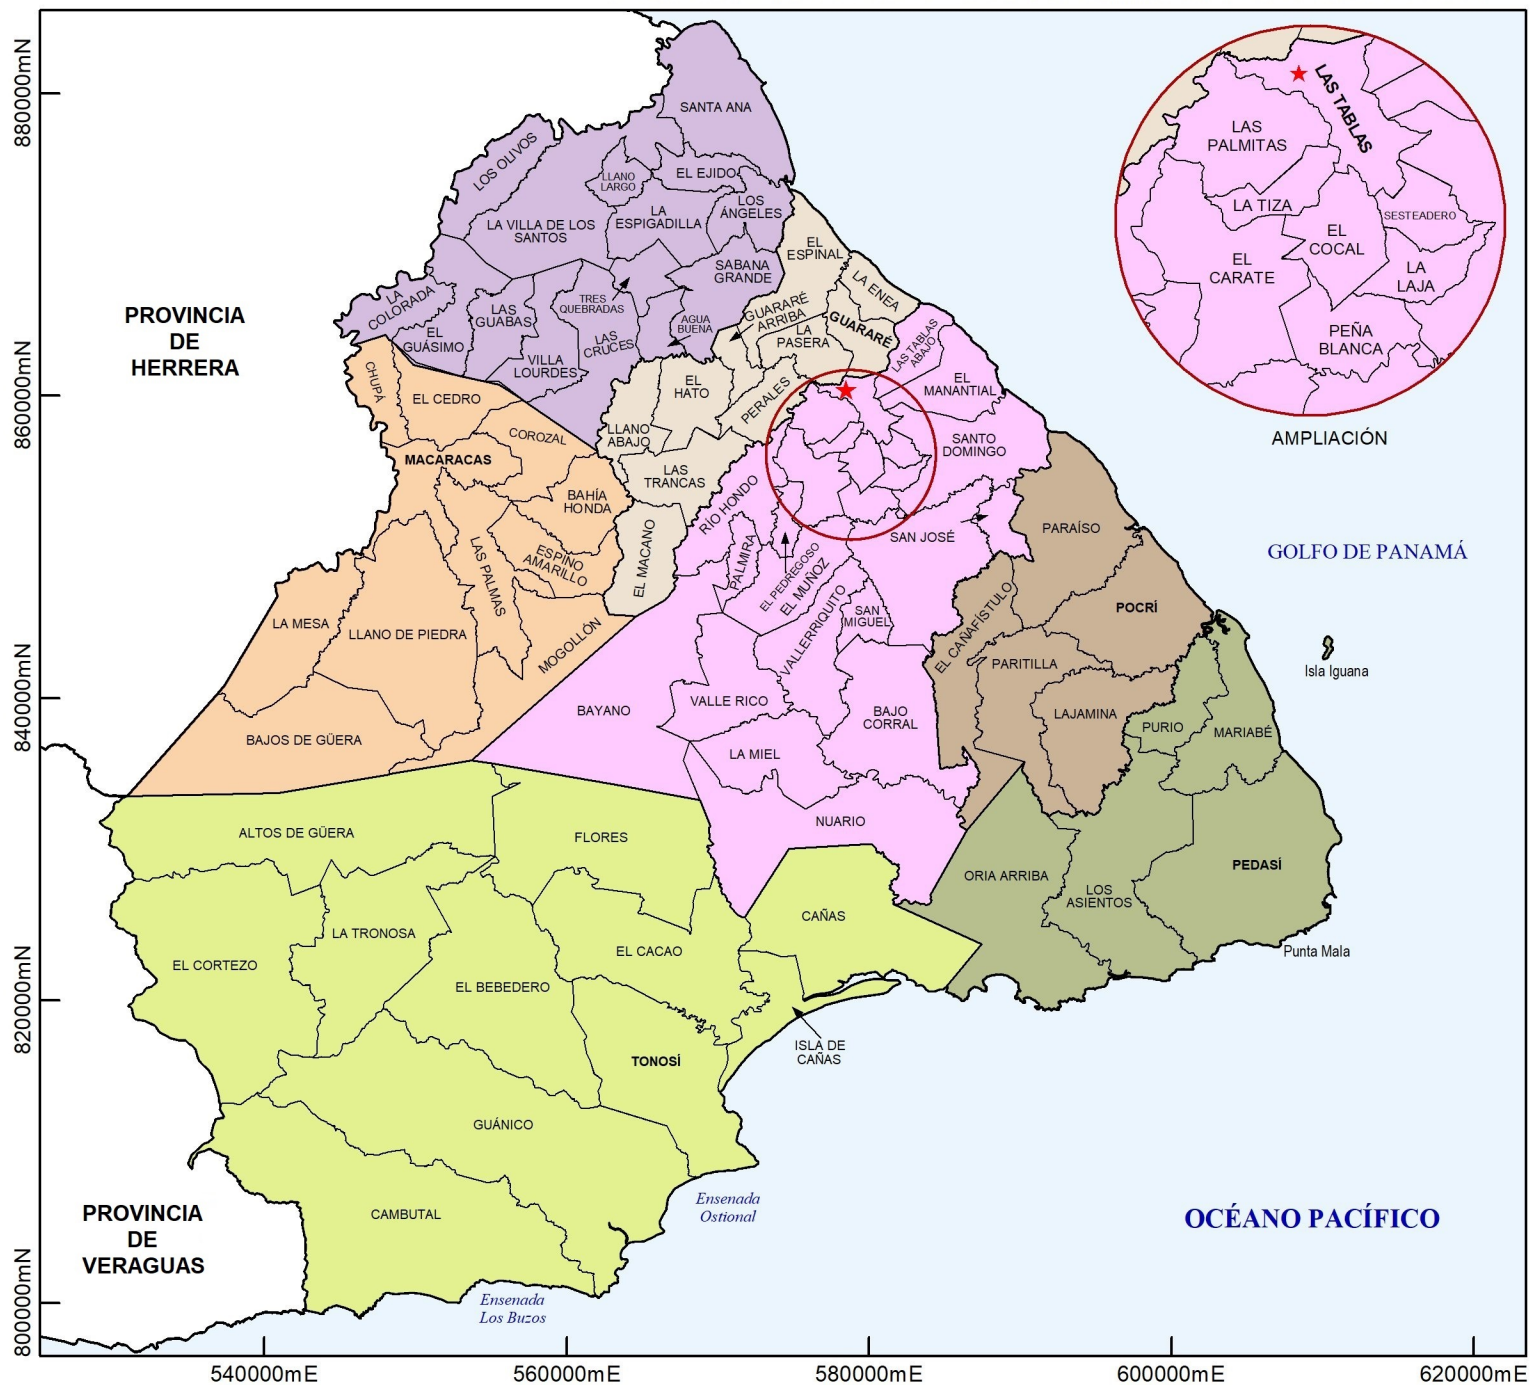 880000mN
860000mN
840000mN
820000mN
800000mN
540000mE
560000mE
580000mE
600000mE
620000mE
PROVINCIA
DE
HERRERA
PROVINCIA
DE
VERAGUAS
GOLFO DE PANAMÁ
OCÉANO PACÍFICO
Isla Iguana
Punta Mala
Ensenada
Ostional
Ensenada
Los Buzos
AMPLIACIÓN
LAS TABLAS
LAS
PALMITAS
LA TIZA
SESTEADERO
EL
COCAL
EL
CARATE
LA
LAJA
PEÑA
BLANCA
SANTA ANA
LOS OLIVOS
LLANO
LARGO
EL EJIDO
LA VILLA DE LOS
SANTOS
LA
ESPIGADILLA
LOS
ÁNGELES
SABANA
GRANDE
LA
COLORADA
EL
GUÁSIMO
LAS
GUABAS
TRES
QUEBRADAS
LAS
CRUCES
AGUA
BUENA
VILLA
LOURDES
EL
ESPINAL
LA ENEA
GUARARÉ
ARRIBA
LA
PASERA
GUARARÉ
EL
HATO
PERALES
LLANO
ABAJO
LAS
TRANCAS
EL MACANO
CHUPÁ
EL CEDRO
COROZAL
MACARACAS
BAHÍA
HONDA
LAS PALMAS
ESPINO
AMARILLO
LA MESA
LLANO DE PIEDRA
MOGOLLÓN
BAJOS DE GÜERA
LAS TABLAS
ABAJO
EL
MANANTIAL
SANTO
DOMINGO
RÍO HONDO
PALMIRA
EL PEDREGOSO
EL MUÑOZ
SAN JOSÉ
VALLERRIQUITO
SAN
MIGUEL
BAYANO
VALLE RICO
BAJO
CORRAL
LA MIEL
NUARIO
PARAÍSO
POCRÍ
EL CAÑAFÍSTULO
PARITILLA
LAJAMINA
PURIO
MARIABÉ
PEDASÍ
ORIA ARRIBA
LOS
ASIENTOS
ALTOS DE GÜERA
FLORES
LA TRONOSA
EL CORTEZO
EL CACAO
EL BEBEDERO
CAÑAS
ISLA DE
CAÑAS
TONOSÍ
GUÁNICO
CAMBUTAL